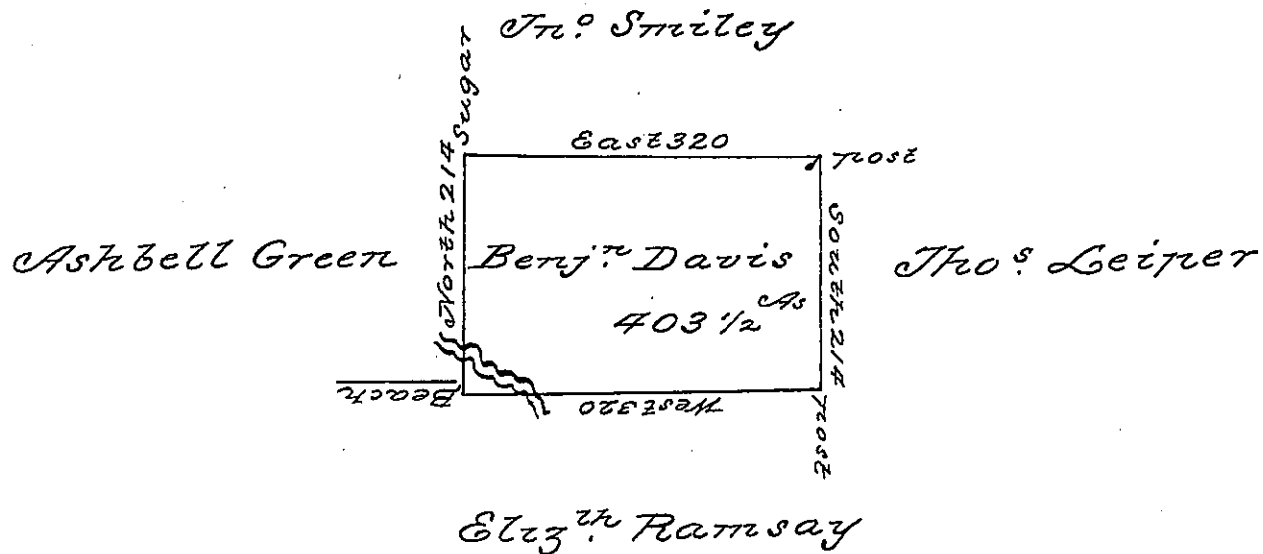 Jnº. Smiley
Sugar
East 320
Post
North 214
Ashbell Green
Benjⁿ. Davis
Thoˢ. Leiper
South 214
403 ½ ᴬˢ
Beach
West 320
Post
Elizᵗʰ. Ramsay